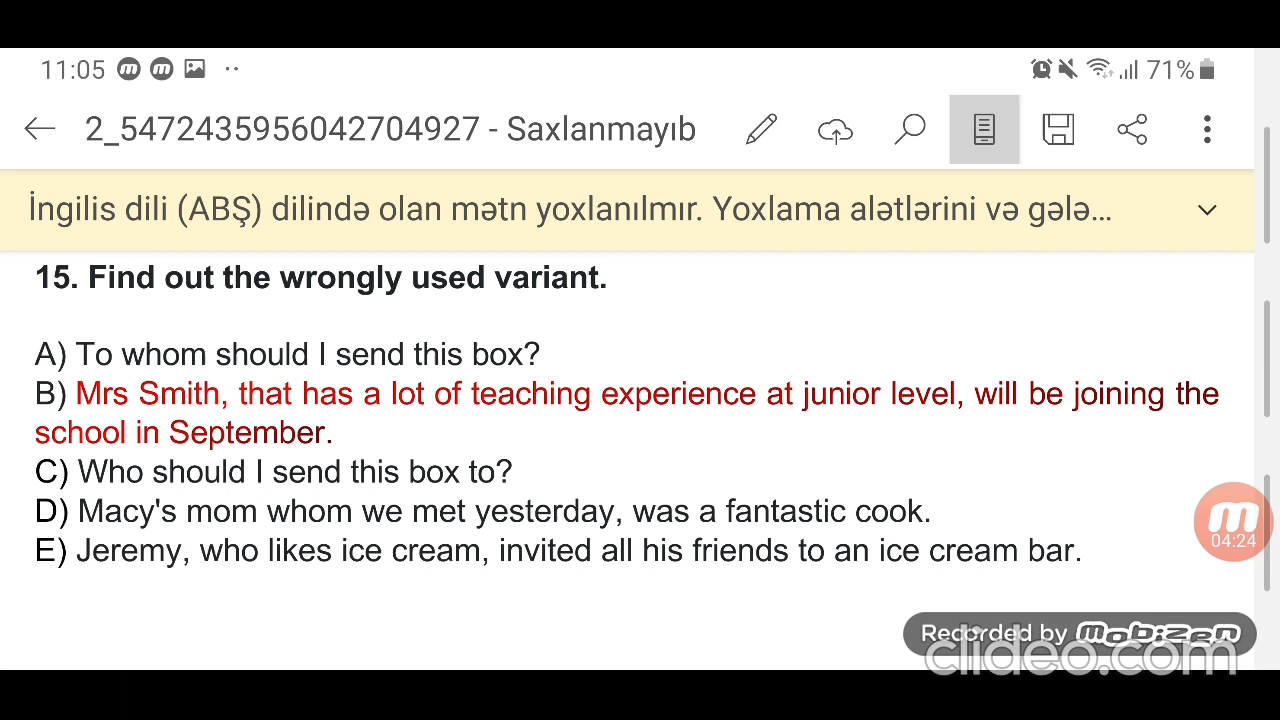 11:05 71%
2_5472435956042704927 - Saxlanmayıb
İngilis dili (ABŞ) dilində olan mətn yoxlanılmır. Yoxlama alətlərini və gələ...
15. Find out the wrongly used variant.
A) To whom should I send this box?
B) Mrs Smith, that has a lot of teaching experience at junior level, will be joining the
school in September.
C) Who should I send this box to?
D) Macy's mom whom we met yesterday, was a fantastic cook.
E) Jeremy, who likes ice cream, invited all his friends to an ice cream bar.
04:24
Recorded by mobizen
clideo.com